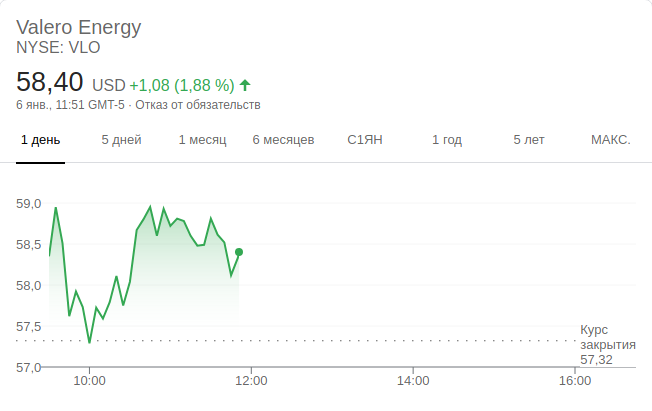 Valero Energy
NYSE: VLO
58,40 USD +1,08 (1,88 %)
6 янв., 11:51 GMT-5 · Отказ от обязательств
1 день 5 дней 1 месяц 6 месяцев С1ЯН 1 год 5 лет МАКС.
59,0
58,5
58,0
57,5
Курс
закрытия
57,32
57,0
10:00 12:00 14:00 16:00